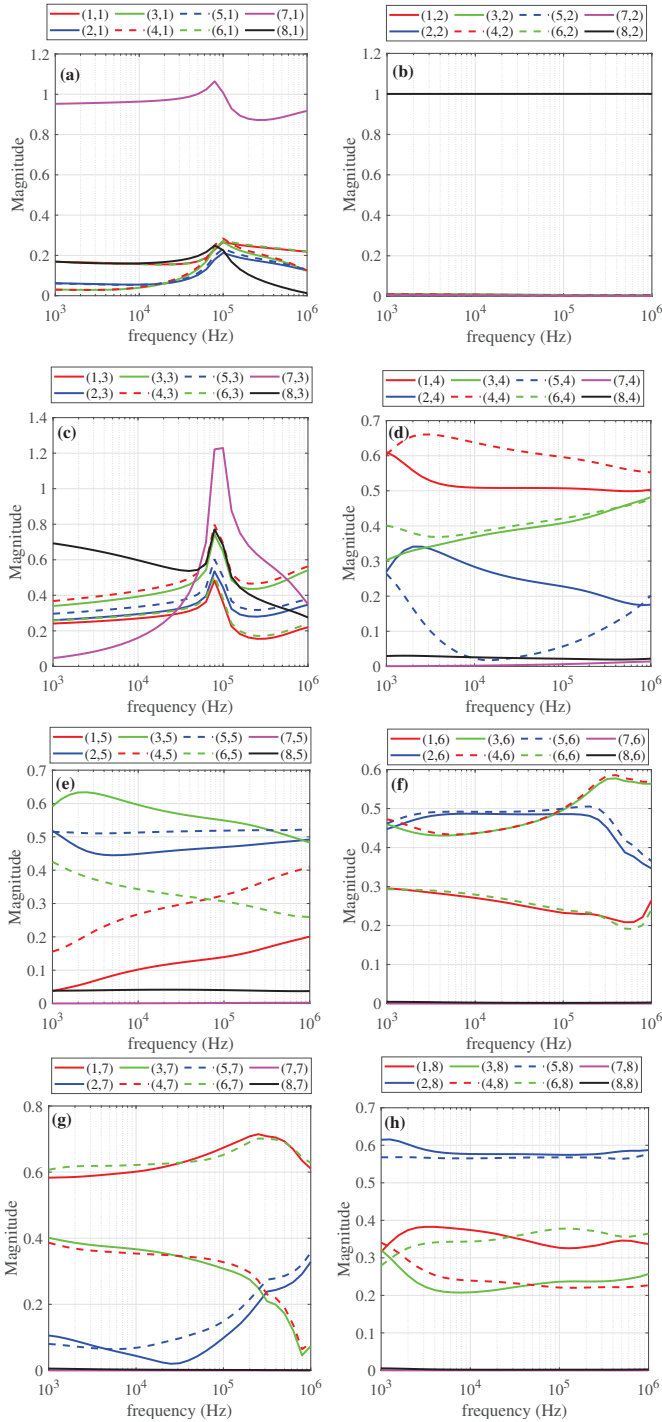 (1,1) (3,1) (5,1) (7,1)
(2,1) (4,1) (6,1) (8,1)
(a)
1.2
1
0.8
0.6
0.4
0.2
0
Magnitude
10^3 10^4 10^5 10^6
frequency (Hz)
(1,2) (3,2) (5,2) (7,2)
(2,2) (4,2) (6,2) (8,2)
(b)
1.2
1
0.8
0.6
0.4
0.2
0
Magnitude
10^3 10^4 10^5 10^6
frequency (Hz)
(1,3) (3,3) (5,3) (7,3)
(2,3) (4,3) (6,3) (8,3)
(c)
1.4
1.2
1
0.8
0.6
0.4
0.2
0
Magnitude
10^3 10^4 10^5 10^6
frequency (Hz)
(1,4) (3,4) (5,4) (7,4)
(2,4) (4,4) (6,4) (8,4)
(d)
0.7
0.6
0.5
0.4
0.3
0.2
0.1
0
Magnitude
10^3 10^4 10^5 10^6
frequency (Hz)
(1,5) (3,5) (5,5) (7,5)
(2,5) (4,5) (6,5) (8,5)
(e)
0.7
0.6
0.5
0.4
0.3
0.2
0.1
0
Magnitude
10^3 10^4 10^5 10^6
frequency (Hz)
(1,6) (3,6) (5,6) (7,6)
(2,6) (4,6) (6,6) (8,6)
(f)
0.6
0.5
0.4
0.3
0.2
0.1
0
Magnitude
10^3 10^4 10^5 10^6
frequency (Hz)
(1,7) (3,7) (5,7) (7,7)
(2,7) (4,7) (6,7) (8,7)
(g)
0.8
0.6
0.4
0.2
0
Magnitude
10^3 10^4 10^5 10^6
frequency (Hz)
(1,8) (3,8) (5,8) (7,8)
(2,8) (4,8) (6,8) (8,8)
(h)
0.7
0.6
0.5
0.4
0.3
0.2
0.1
0
Magnitude
10^3 10^4 10^5 10^6
frequency (Hz)